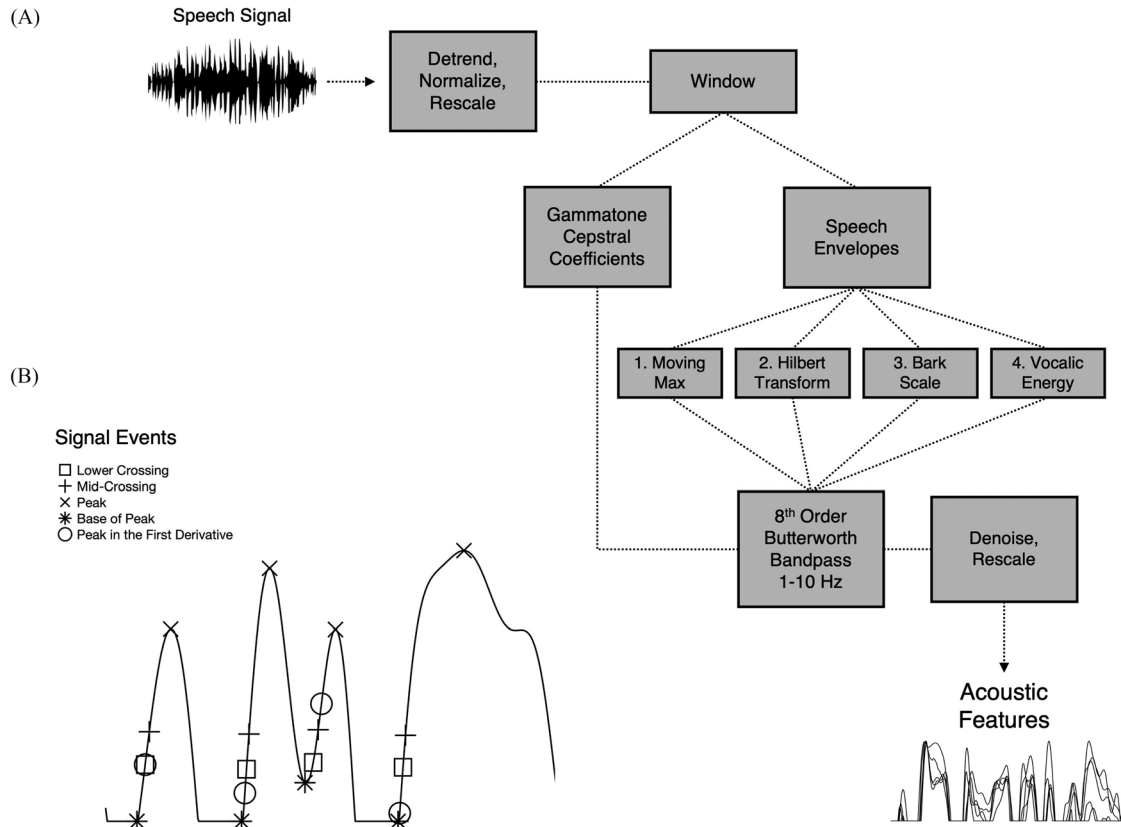 (A)
Speech Signal
Detrend,
Normalize,
Rescale
Window
Gammatone
Cepstral
Coefficients
Speech
Envelopes
1. Moving
Max
2. Hilbert
Transform
3. Bark
Scale
4. Vocalic
Energy
8th Order
Butterworth
Bandpass
1-10 Hz
Denoise,
Rescale
Acoustic
Features
(B)
Signal Events
Lower Crossing
Mid-Crossing
Peak
Base of Peak
Peak in the First Derivative